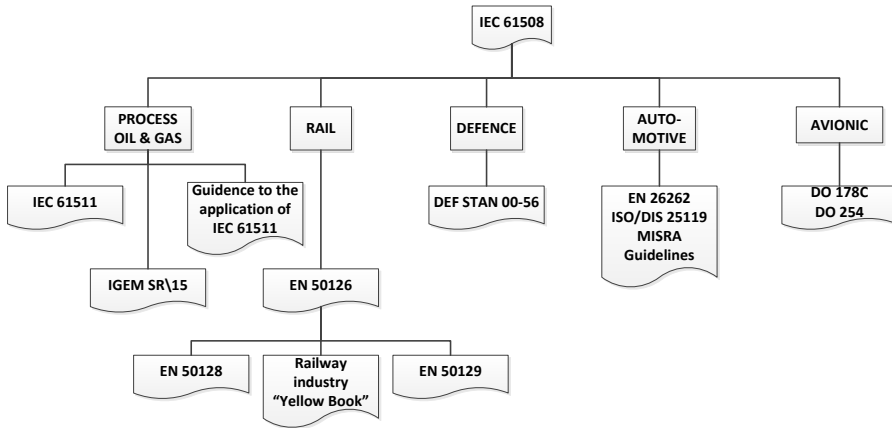 IEC 61508
PROCESS
OIL & GAS
RAIL
DEFENCE
AUTO-
MOTIVE
AVIONIC
IEC 61511
Guidence to the
application of
IEC 61511
DEF STAN 00-56
EN 26262
ISO/DIS 25119
MISRA
Guidelines
DO 178C
DO 254
IGEM SR\15
EN 50126
EN 50128
Railway
industry
“Yellow Book”
EN 50129